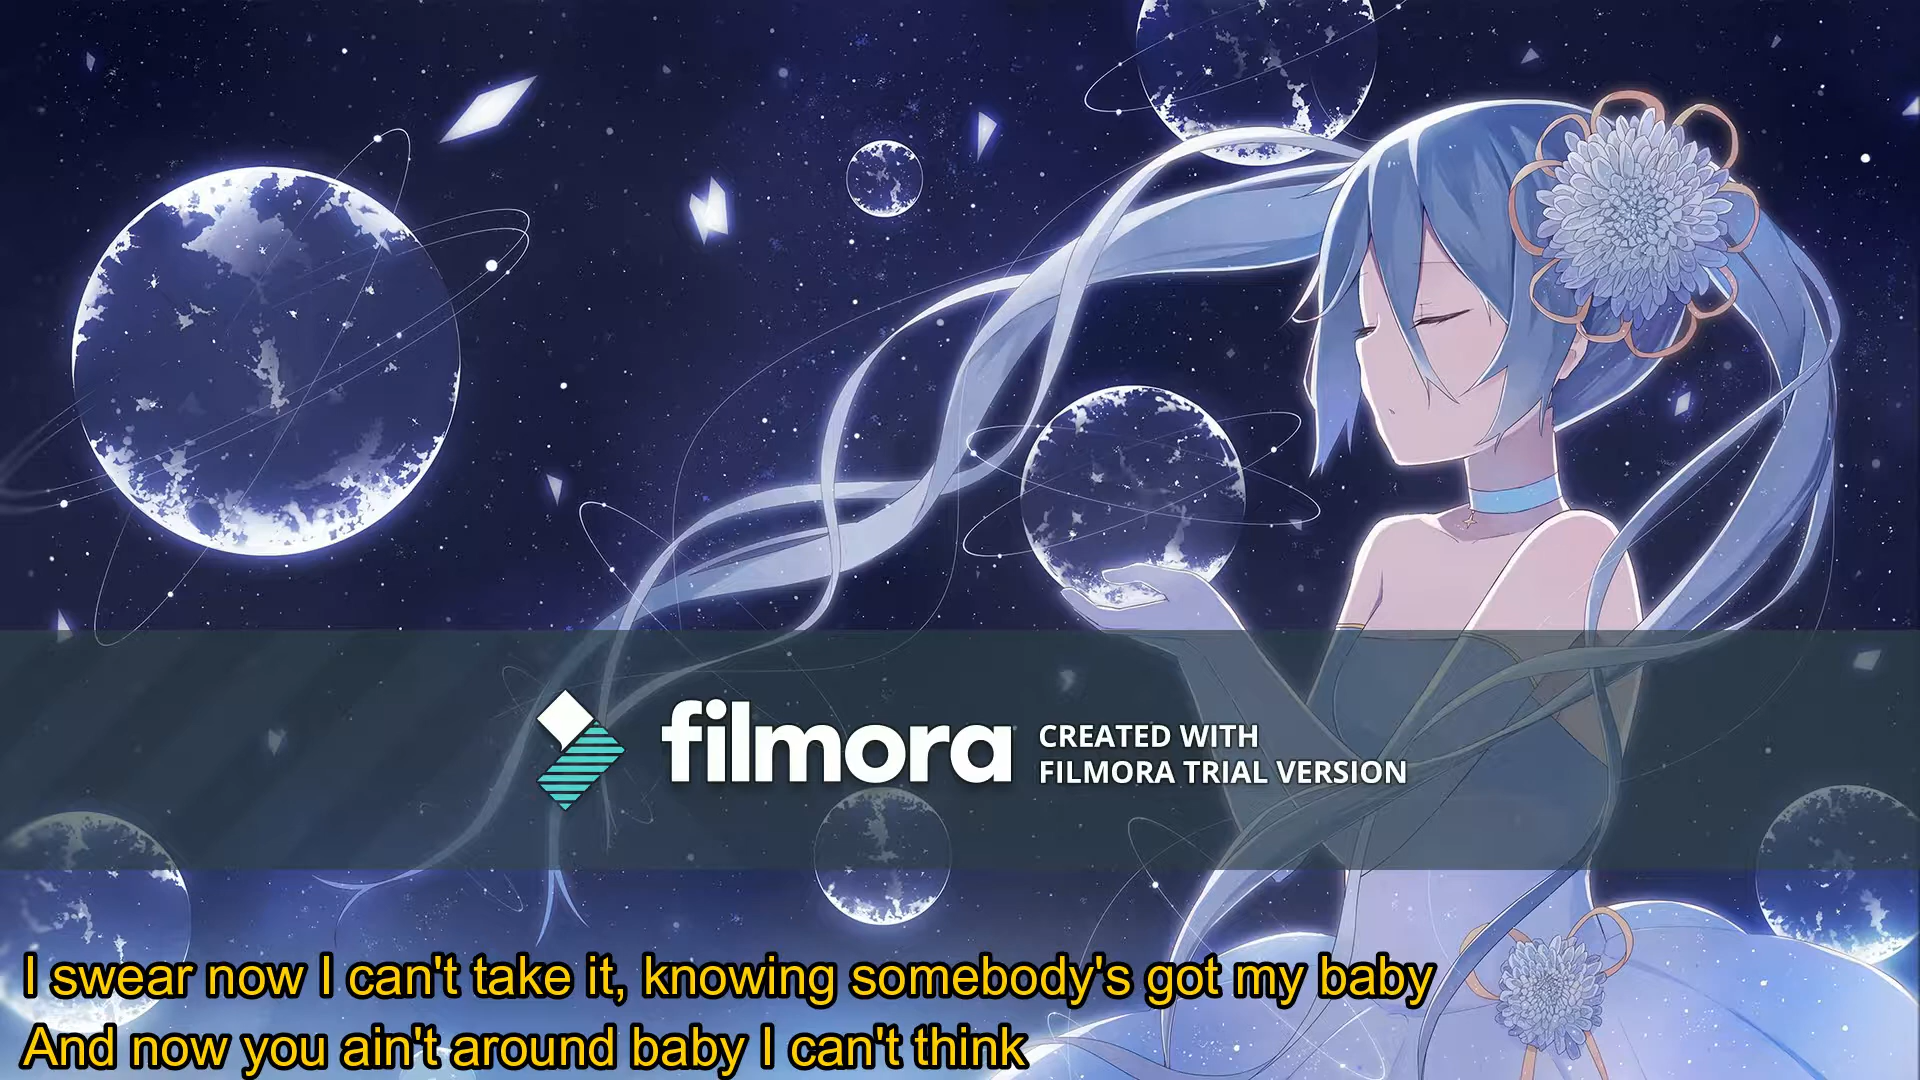 filmora
CREATED WITH
FILMORA TRIAL VERSION
I swear now I can't take it, knowing somebody's got my baby
And now you ain't around baby I can't think